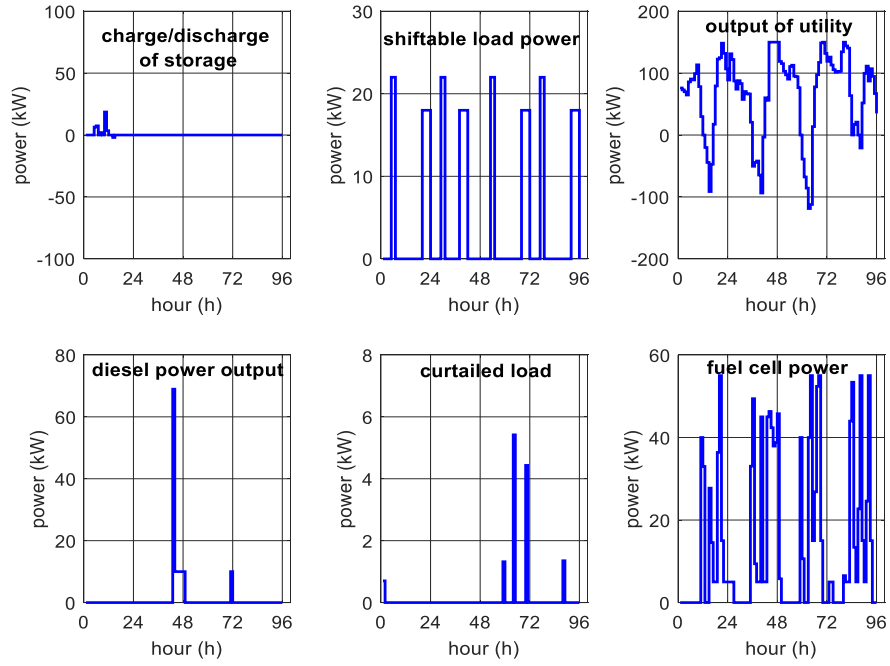 charge/discharge
of storage
power (kW)
100
50
0
-50
-100
0 24 48 72 96
hour (h)
shiftable load power
power (kW)
30
20
10
0
0 24 48 72 96
hour (h)
output of utility
power (kW)
200
100
0
-100
-200
0 24 48 72 96
hour (h)
diesel power output
power (kW)
80
60
40
20
0
0 24 48 72 96
hour (h)
curtailed load
power (kW)
8
6
4
2
0
0 24 48 72 96
hour (h)
fuel cell power
power (kW)
60
40
20
0
0 24 48 72 96
hour (h)